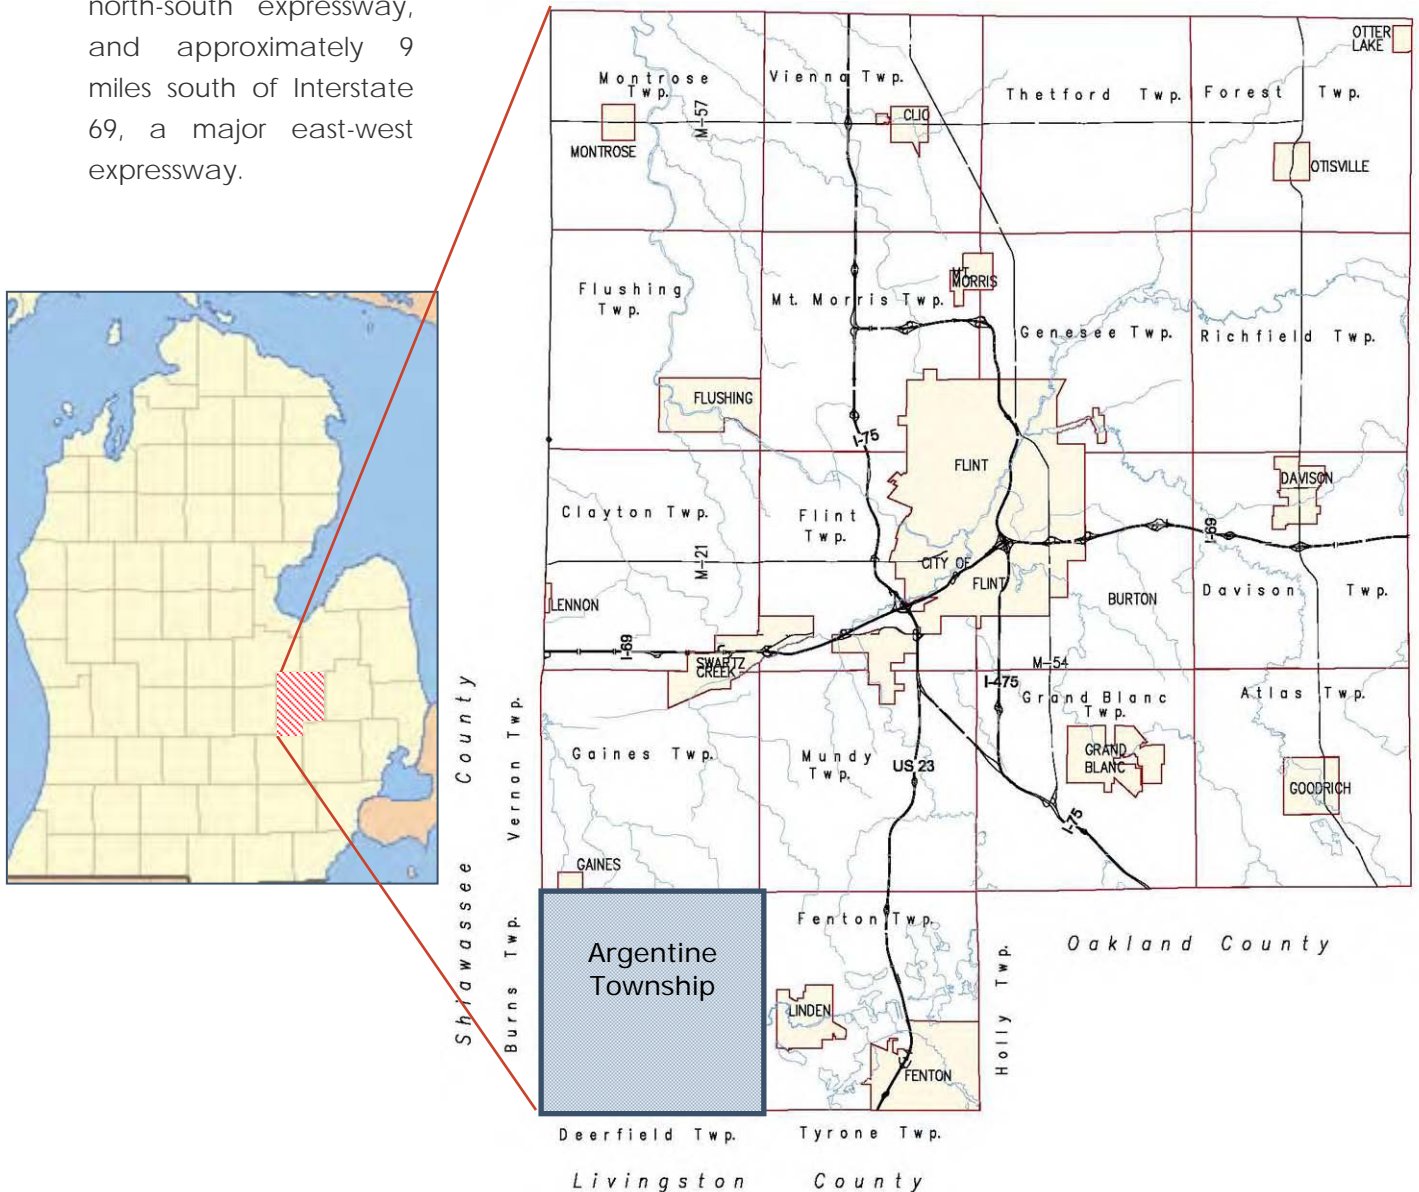 north-south expressway,
and approximately 9
miles south of Interstate
69, a major east-west
expressway.
OTTER
LAKE
Montrose
Twp.
Vienna Twp.
Thetford Twp.
Forest Twp.
M-57
CLIO
MONTROSE
OTISVILLE
MT.
MORRIS
Flushing
Twp.
Mt. Morris Twp.
Genesee Twp.
Richfield Twp.
FLUSHING
I-75
FLINT
DAVISON
Clayton Twp.
Flint
Twp.
I-69
M-21
CITY OF
FLINT
LENNON
BURTON
Davison Twp.
I-69
SWARTZ
CREEK
M-54
I-475
Grand Blanc
Twp.
Atlas Twp.
Gaines Twp.
Mundy
Twp.
US 23
GRAND
BLANC
GOODRICH
I-75
GAINES
Shiawassee County
Vernon Twp.
Burns Twp.
Argentine
Township
Fenton Twp.
Oakland County
Holly Twp.
LINDEN
FENTON
Deerfield Twp.
Tyrone Twp.
Livingston County